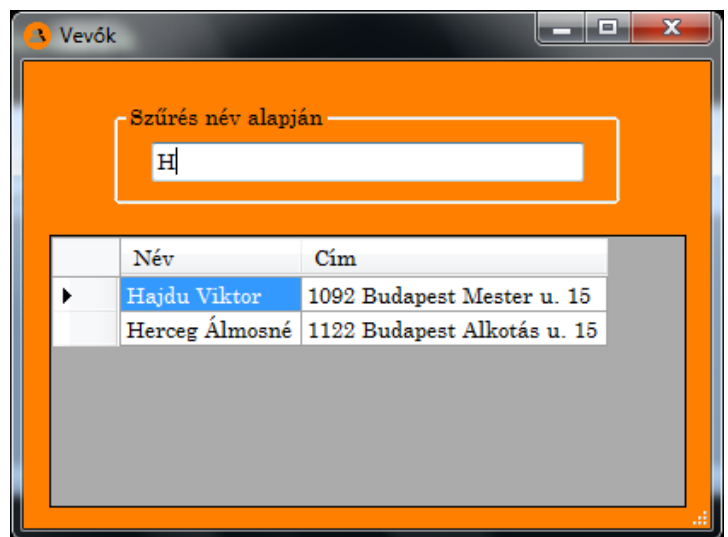 Vevők
Szűrés név alapján
H
Név Cím
Hajdu Viktor 1092 Budapest Mester u. 15
Herceg Álmosné 1122 Budapest Alkotás u. 15